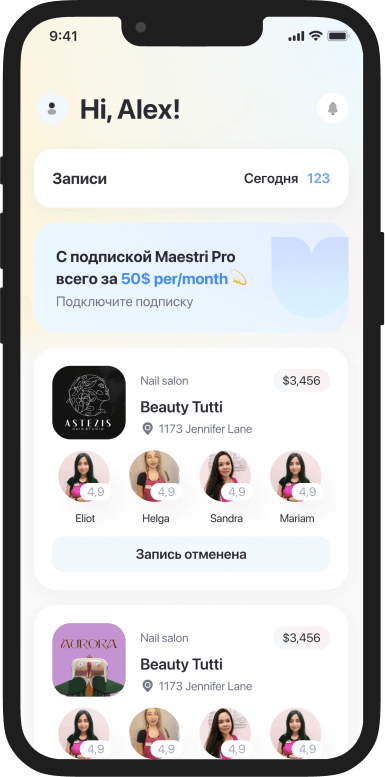 9:41
Hi, Alex!
Записи
Сегодня 123
С подпиской Maestri Pro
всего за 50$ per/month 💫
Подключите подписку
Nail salon
$3,456
Beauty Tutti
1173 Jennifer Lane
ASTEZIS
HAIR STUDIO
4,9
4,9
4,9
4,9
Eliot
Helga
Sandra
Mariam
Запись отменена
AURORA
Nail salon
$3,456
Beauty Tutti
1173 Jennifer Lane
4,9
4,9
4,9
4,9